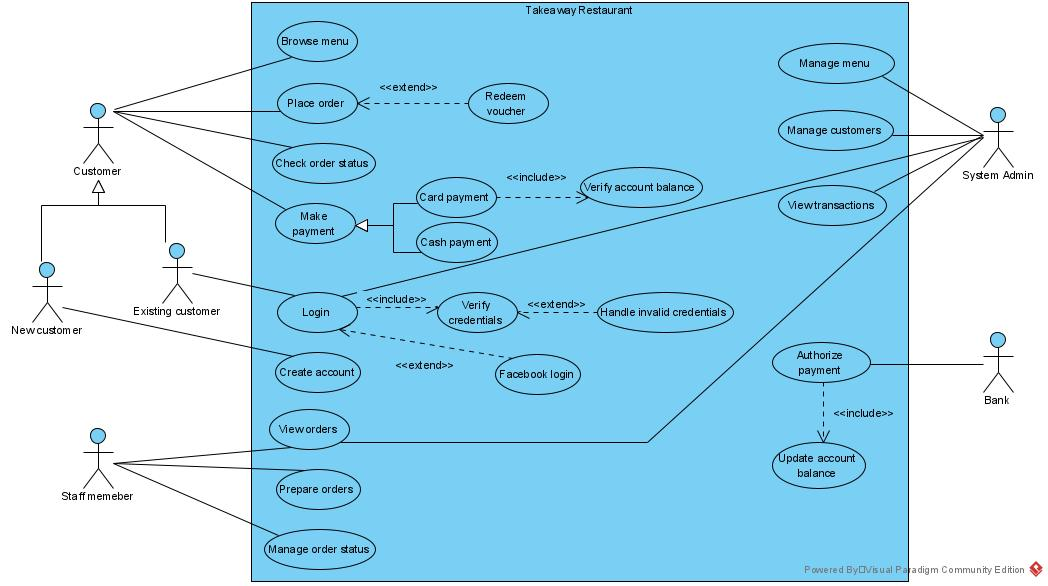 Takeaway Restaurant
Browse menu
Place order
<<extend>>
Redeem
voucher
Check order status
Make
payment
Card payment
<<include>>
Verify account balance
Cash payment
Login
<<include>>
Verify
credentials
<<extend>>
Handle invalid credentials
<<extend>>
Facebook login
Create account
View orders
Prepare orders
Manage order status
Manage menu
Manage customers
View transactions
Authorize
payment
<<include>>
Update account
balance
Customer
New customer
Existing customer
Staff memeber
System Admin
Bank
Powered By Visual Paradigm Community Edition